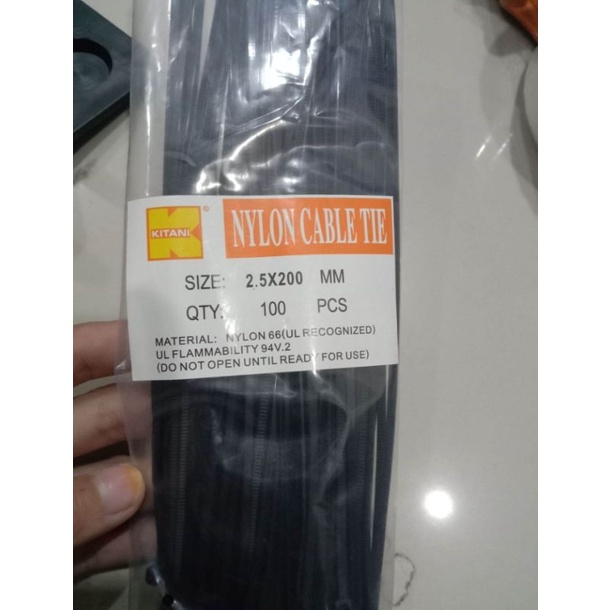 KITANI
®
NYLON CABLE TIE
SIZE: 2.5X200 MM
QTY: 100 PCS
MATERIAL: NYLON 66(UL RECOGNIZED)
UL FLAMMABILITY 94V.2
(DO NOT OPEN UNTIL READY FOR USE)